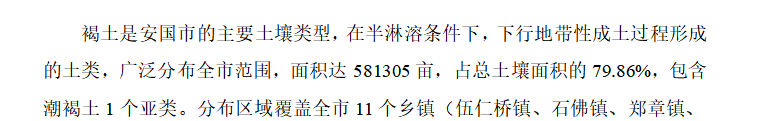 褐土是安国市的主要土壤类型，在半淋溶条件下，下行地带性成土过程形成
的土类，广泛分布全市范围，面积达 581305 亩，占总土壤面积的 79.86%，包含
潮褐土 1 个亚类。分布区域覆盖全市 11 个乡镇（伍仁桥镇、石佛镇、郑章镇、